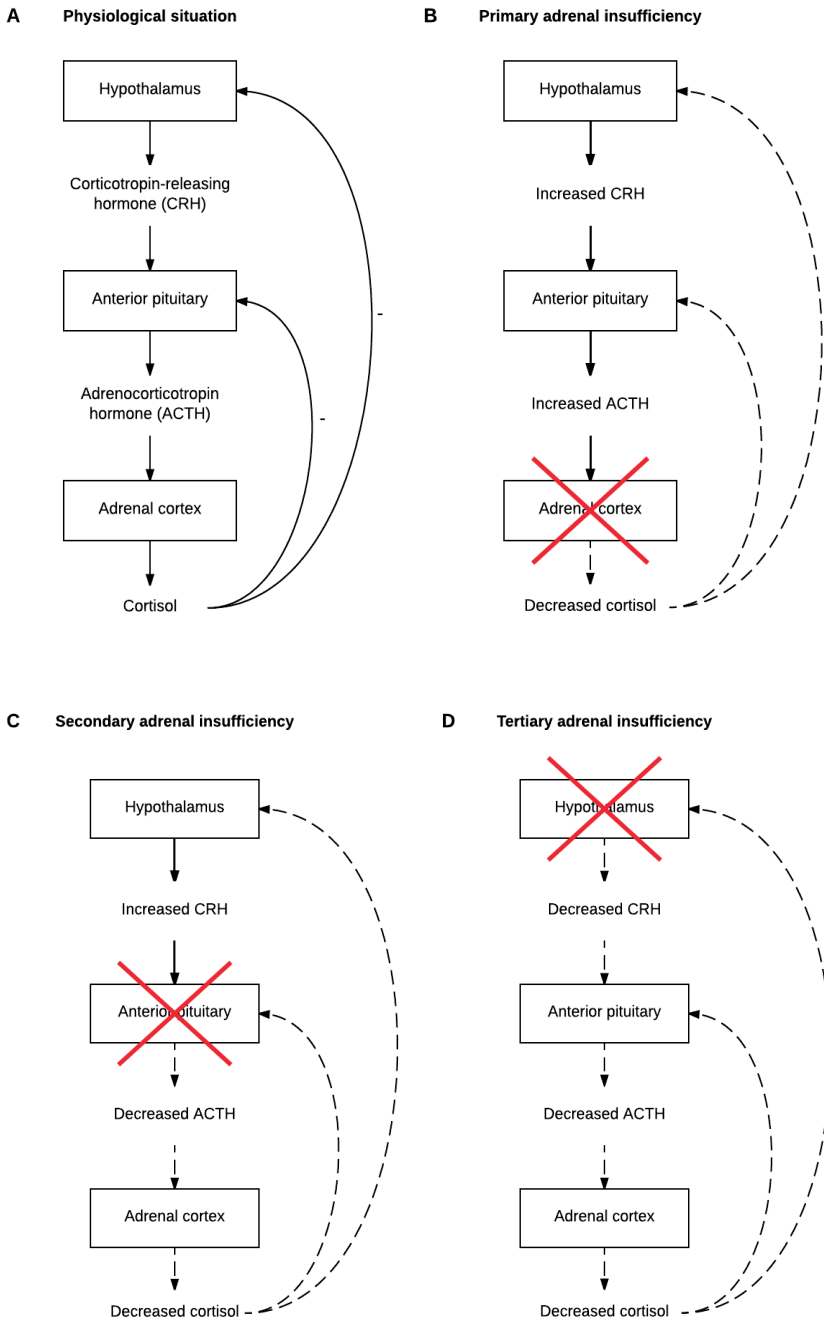 A Physiological situation
Hypothalamus
Corticotropin-releasing
hormone (CRH)
Anterior pituitary
-
Adrenocorticotropin
hormone (ACTH)
-
Adrenal cortex
Cortisol
B Primary adrenal insufficiency
Hypothalamus
Increased CRH
Anterior pituitary
Increased ACTH
Adrenal cortex
Decreased cortisol
C Secondary adrenal insufficiency
Hypothalamus
Increased CRH
Anterior pituitary
Decreased ACTH
Adrenal cortex
Decreased cortisol
D Tertiary adrenal insufficiency
Hypothalamus
Decreased CRH
Anterior pituitary
Decreased ACTH
Adrenal cortex
Decreased cortisol